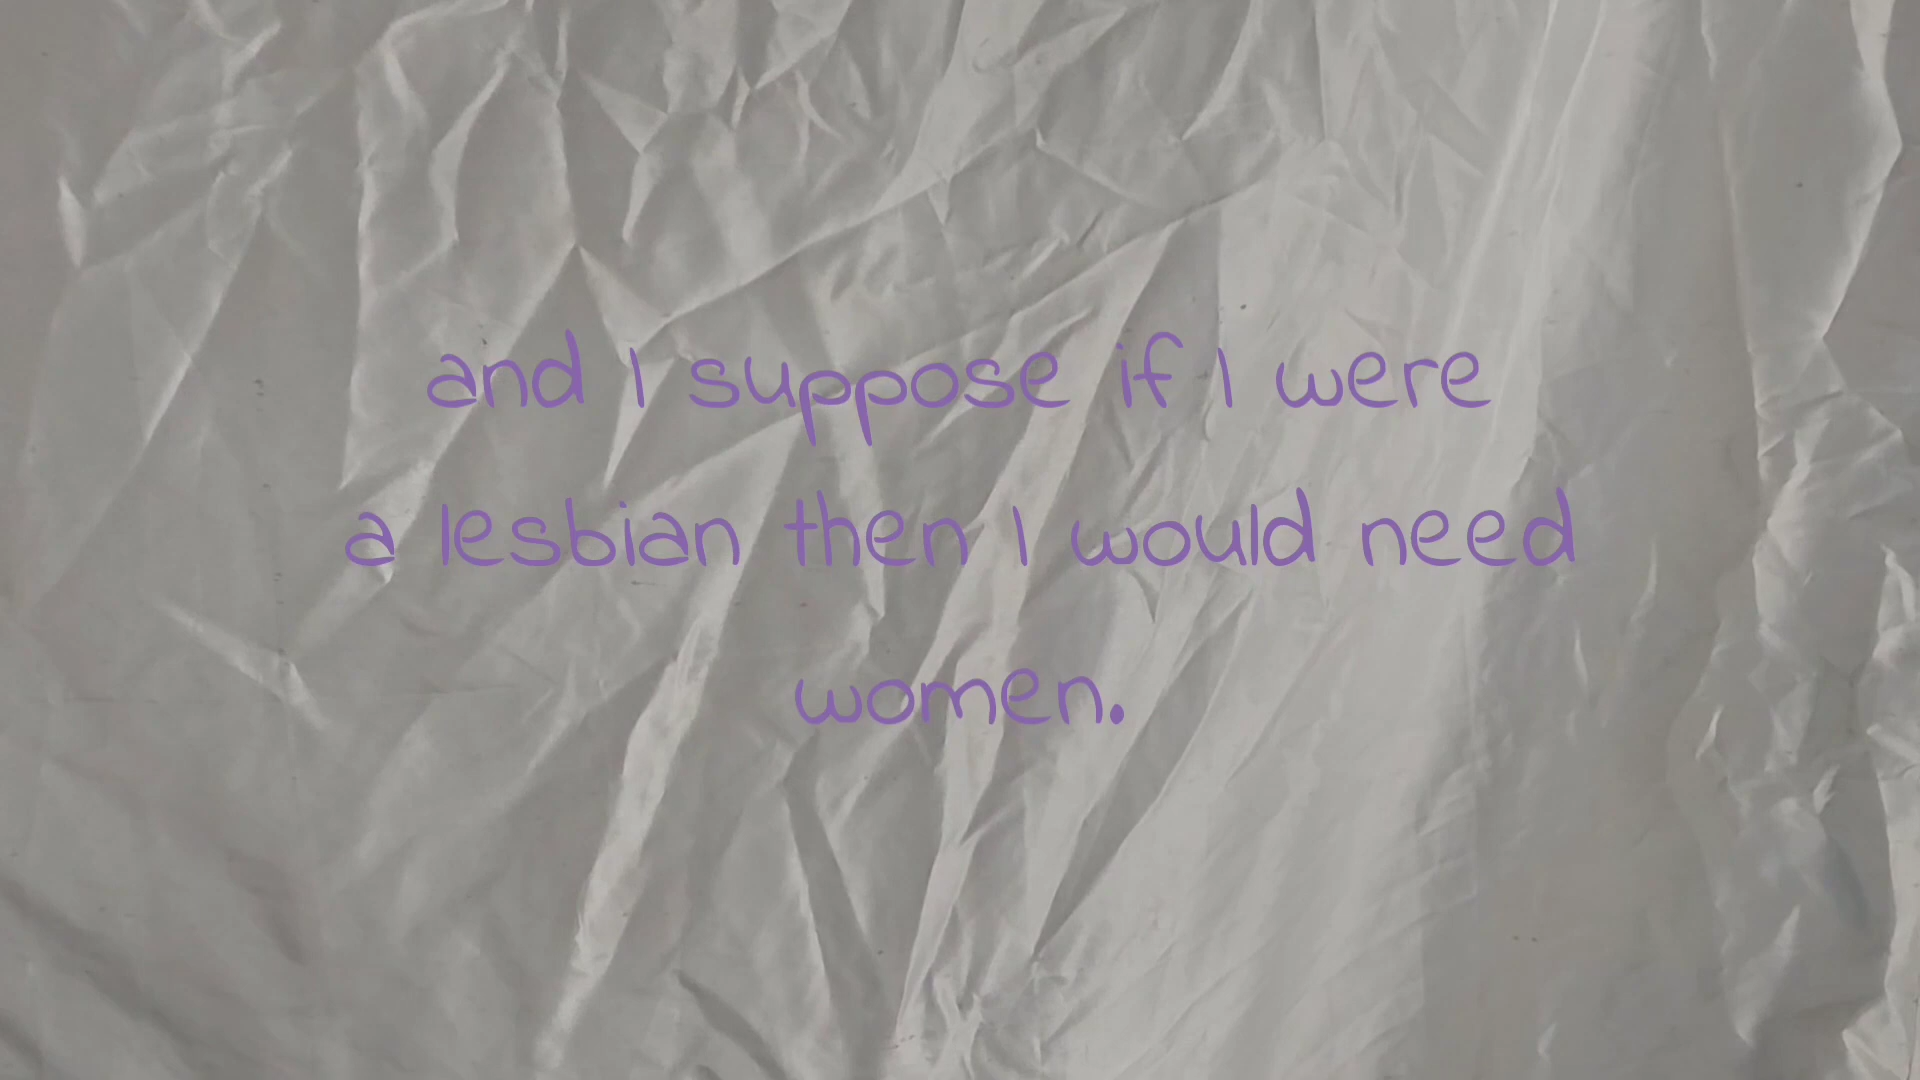 and I suppose if I were
a lesbian then I would need
women.